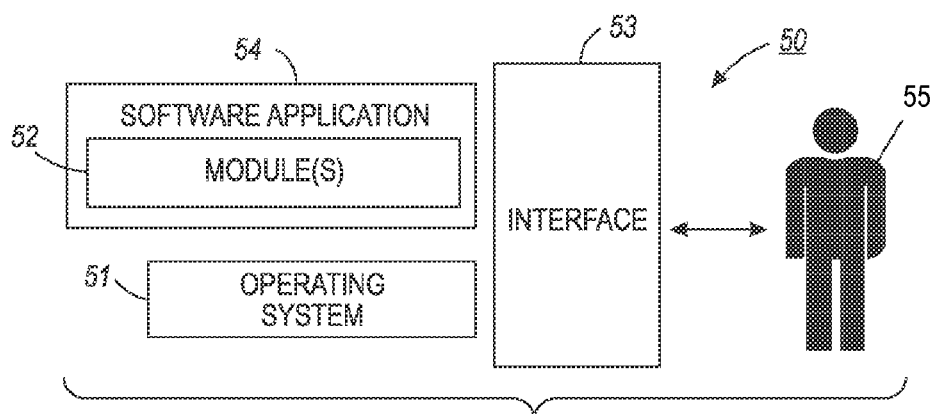 53
50
54
55
SOFTWARE APPLICATION
52
MODULE(S)
INTERFACE
51
OPERATING
SYSTEM